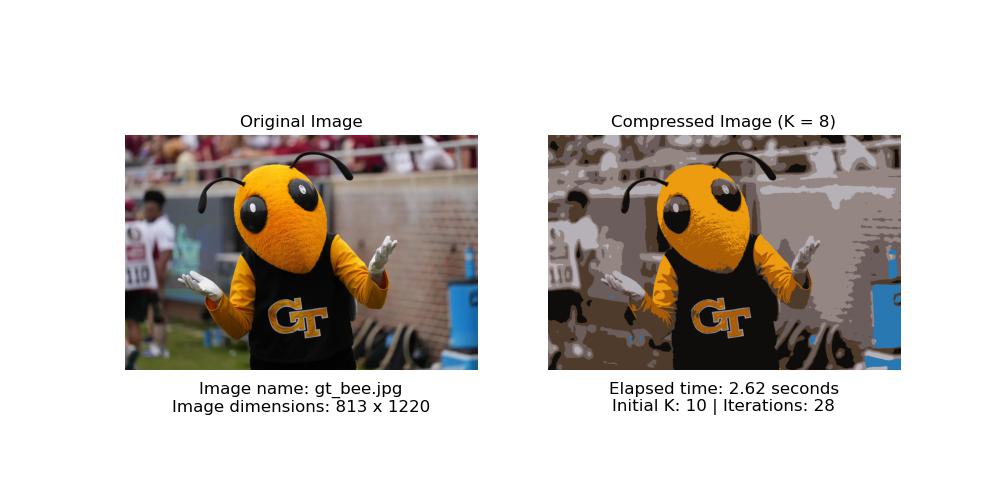 Original Image
Compressed Image (K = 8)
110
110
GT
GT
Image name: gt_bee.jpg
Image dimensions: 813 x 1220
Elapsed time: 2.62 seconds
Initial K: 10 | Iterations: 28